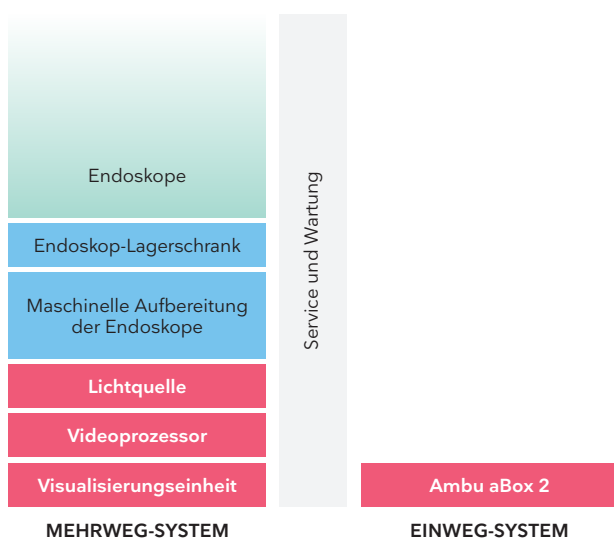 Endoskope
Endoskop-Lagerschrank
Maschinelle Aufbereitung
der Endoskope
Lichtquelle
Videoprozessor
Visualisierungseinheit
MEHRWEG-SYSTEM
Service und Wartung
Ambu aBox 2
EINWEG-SYSTEM